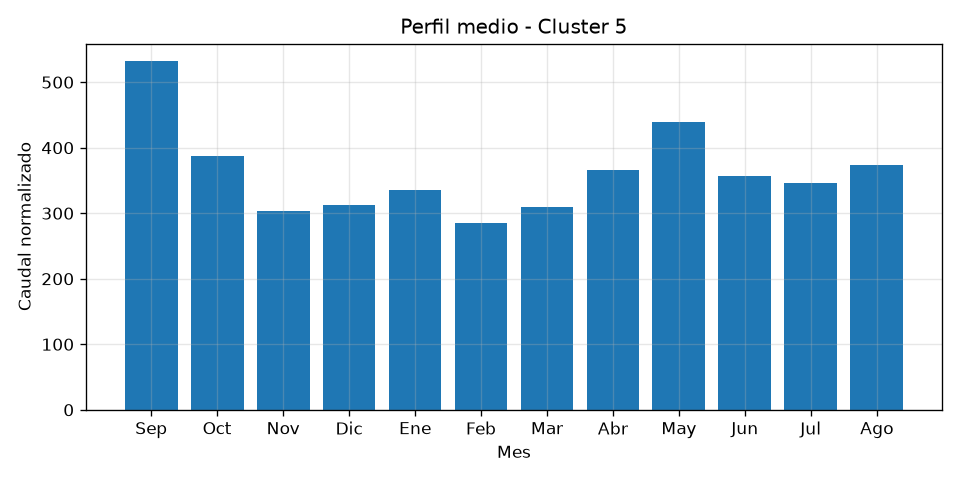 Perfil medio - Cluster 5
500
400
300
200
100
0
Caudal normalizado
Sep Oct Nov Dic Ene Feb Mar Abr May Jun Jul Ago
Mes